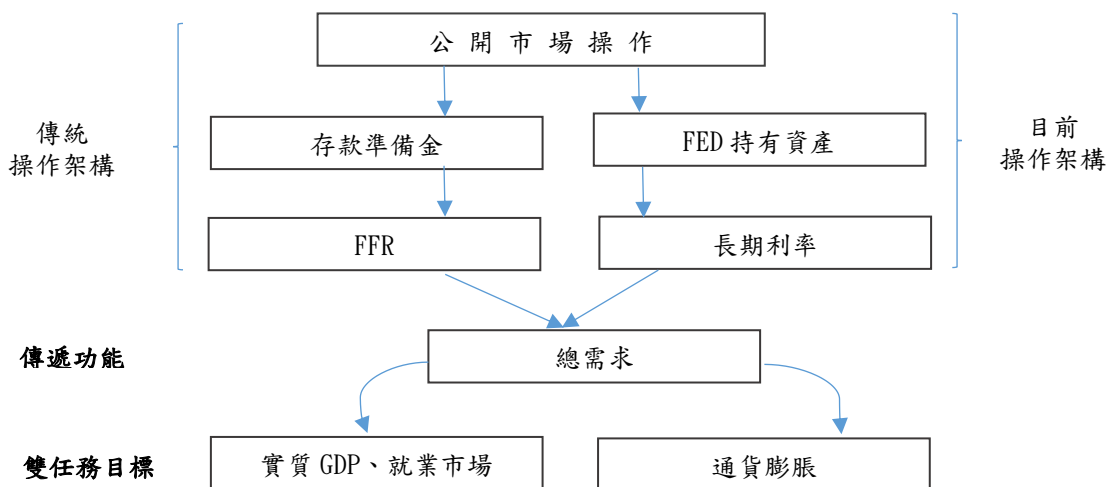 公 開 市 場 操 作
傳統
操作架構
存款準備金
FED 持有資產
目前
操作架構
FFR
長期利率
傳遞功能
總需求
雙任務目標
實質 GDP、就業市場
通貨膨脹